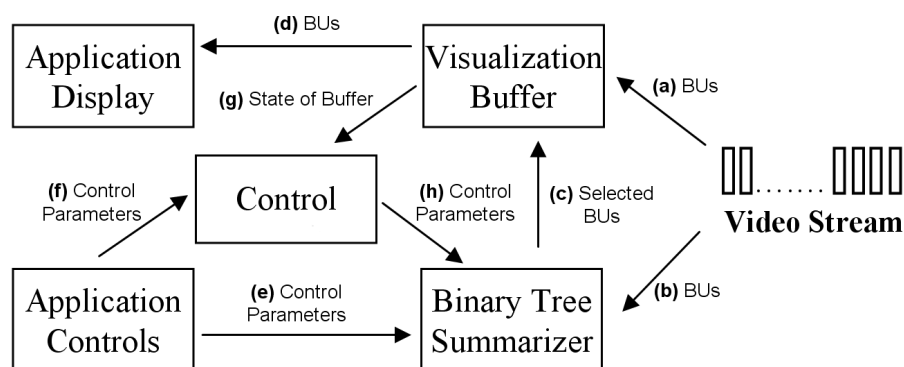 (d) BUs
Application
Display
Visualization
Buffer
(a) BUs
(g) State of Buffer
(f) Control
Parameters
Control
(h) Control
Parameters
(c) Selected
BUs
.......
Video Stream
Application
Controls
(e) Control
Parameters
Binary Tree
Summarizer
(b) BUs